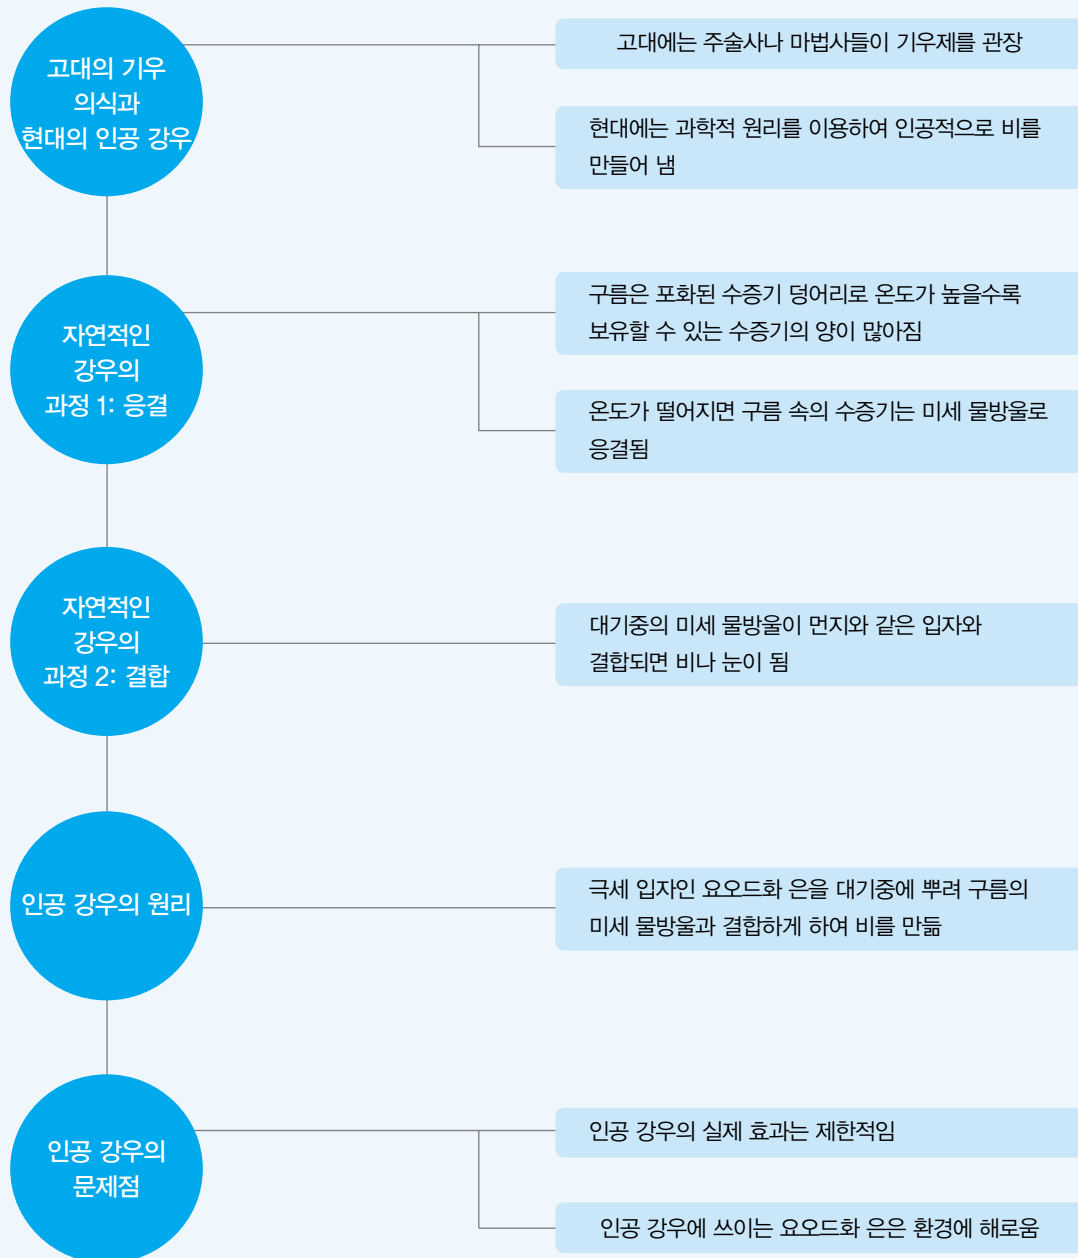 고대의 기우
의식과
현대의 인공 강우
고대에는 주술사나 마법사들이 기우제를 관장
현대에는 과학적 원리를 이용하여 인공적으로 비를
만들어 냄
자연적인
강우의
과정 1: 응결
구름은 포화된 수증기 덩어리로 온도가 높을수록
보유할 수 있는 수증기의 양이 많아짐
온도가 떨어지면 구름 속의 수증기는 미세 물방울로
응결됨
자연적인
강우의
과정 2: 결합
대기중의 미세 물방울이 먼지와 같은 입자와
결합되면 비나 눈이 됨
인공 강우의 원리
극세 입자인 요오드화 은을 대기중에 뿌려 구름의
미세 물방울과 결합하게 하여 비를 만듦
인공 강우의
문제점
인공 강우의 실제 효과는 제한적임
인공 강우에 쓰이는 요오드화 은은 환경에 해로움